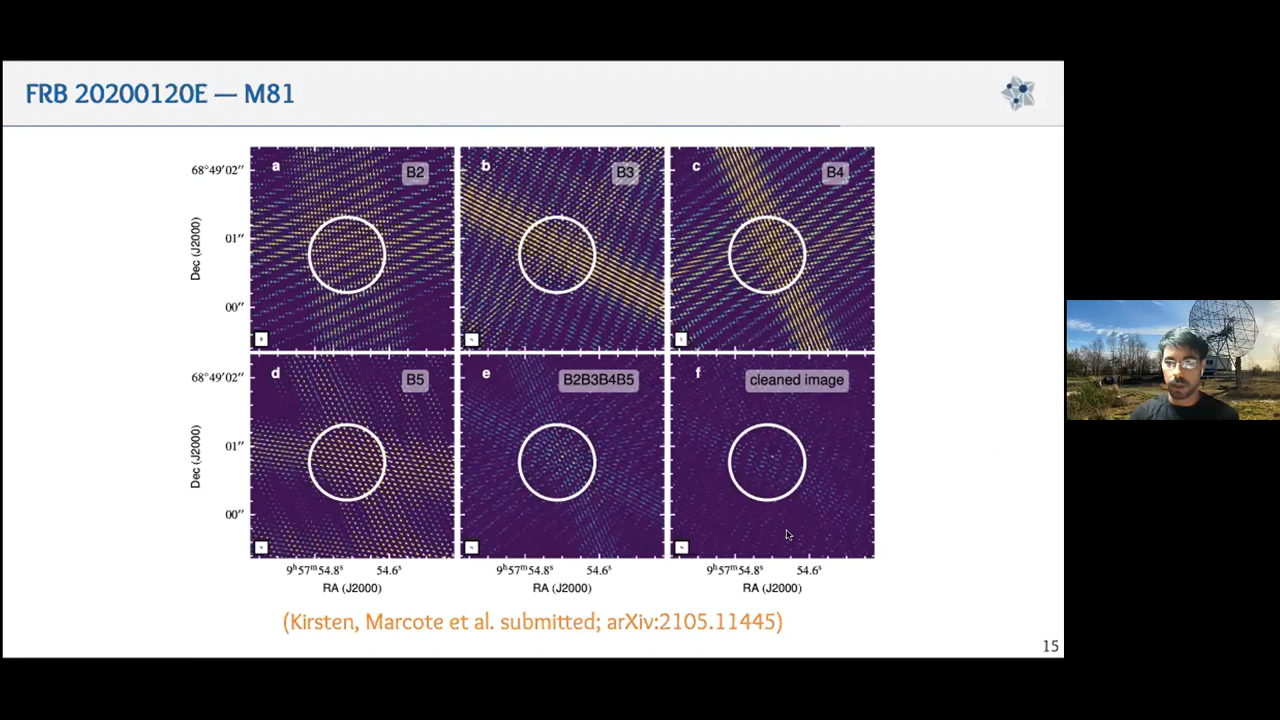 FRB 20200120E — M81
a B2
b B3
c B4
68°49′02″
01″
00″
Dec (J2000)
d B5
e B2B3B4B5
f cleaned image
68°49′02″
01″
00″
Dec (J2000)
9ʰ57ᵐ54.8ˢ 54.6ˢ 9ʰ57ᵐ54.8ˢ 54.6ˢ 9ʰ57ᵐ54.8ˢ 54.6ˢ
RA (J2000) RA (J2000) RA (J2000)
(Kirsten, Marcote et al. submitted; arXiv:2105.11445)
15